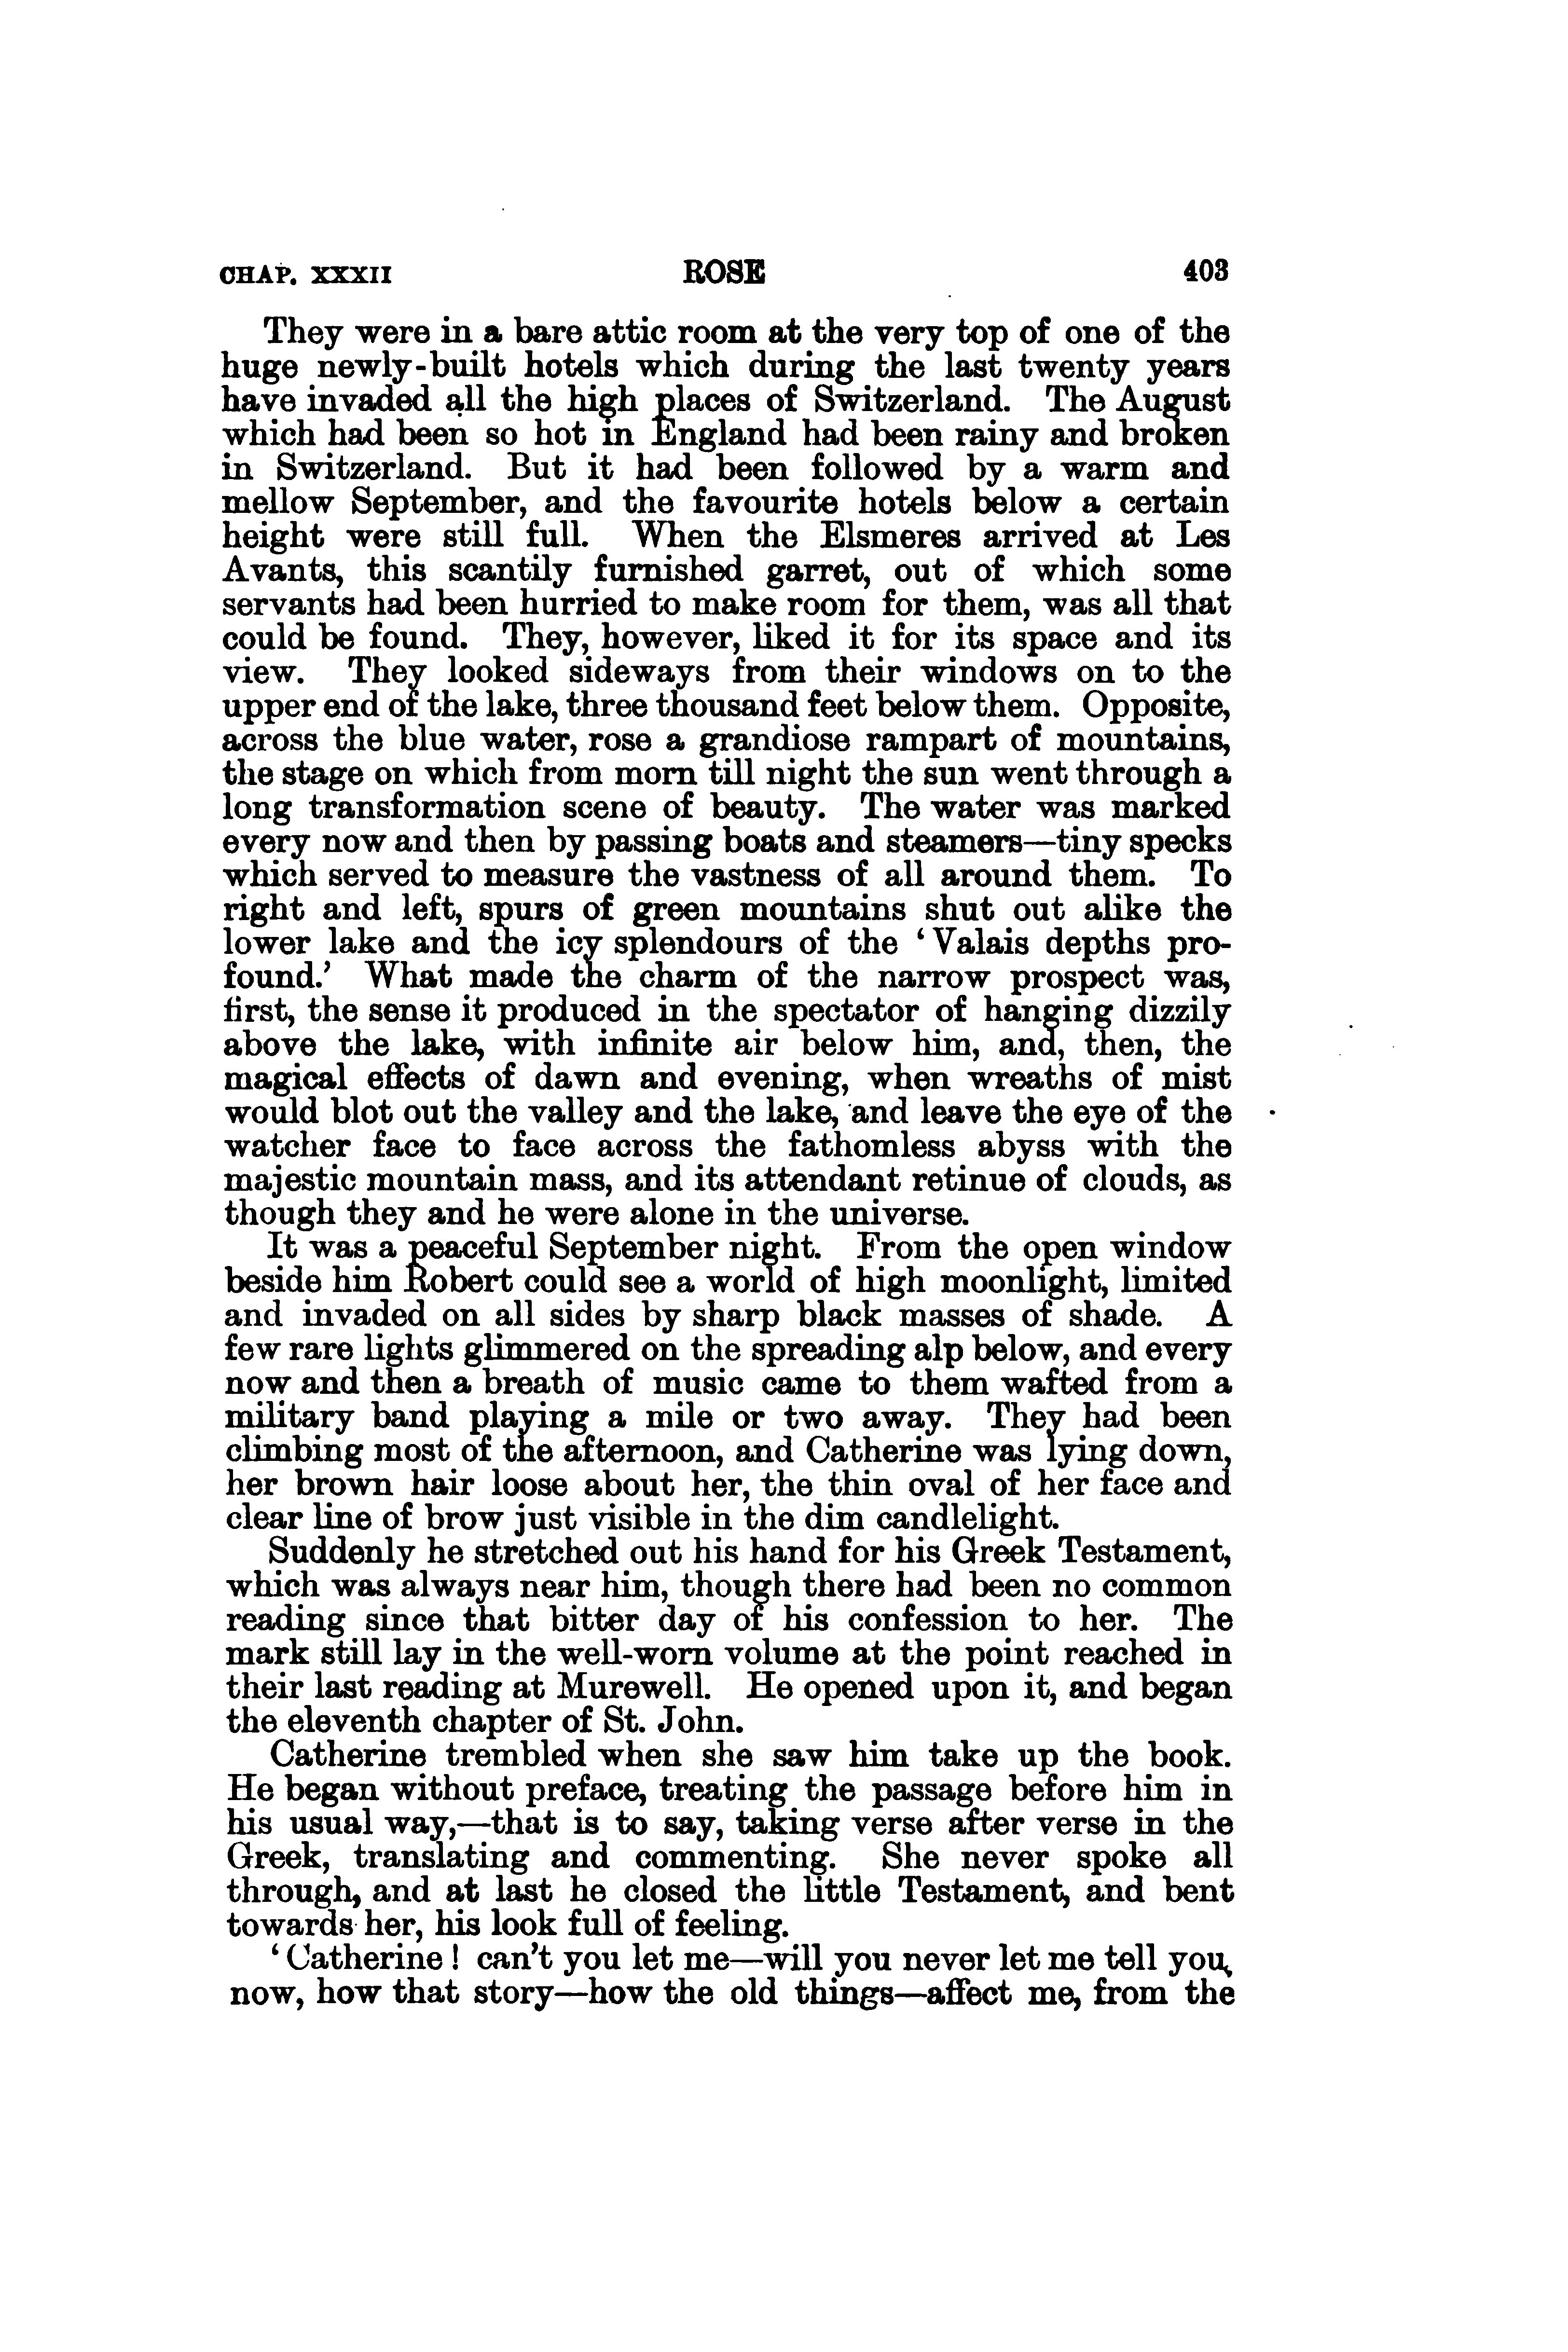 CHAP. XXXII ROSE 403
They were in a bare attic room at the very top of one of the
huge newly-built hotels which during the last twenty years
have invaded all the high places of Switzerland. The August
which had been so hot in England had been rainy and broken
in Switzerland. But it had been followed by a warm and
mellow September, and the favourite hotels below a certain
height were still full. When the Elsmeres arrived at Les
Avants, this scantily furnished garret, out of which some
servants had been hurried to make room for them, was all that
could be found. They, however, liked it for its space and its
view. They looked sideways from their windows on to the
upper end of the lake, three thousand feet below them. Opposite,
across the blue water, rose a grandiose rampart of mountains,
the stage on which from morn till night the sun went through a
long transformation scene of beauty. The water was marked
every now and then by passing boats and steamers—tiny specks
which served to measure the vastness of all around them. To
right and left, spurs of green mountains shut out alike the
lower lake and the icy splendours of the ‘Valais depths pro-
found.’ What made the charm of the narrow prospect was,
first, the sense it produced in the spectator of hanging dizzily
above the lake, with infinite air below him, and, then, the
magical effects of dawn and evening, when wreaths of mist
would blot out the valley and the lake, and leave the eye of the
watcher face to face across the fathomless abyss with the
majestic mountain mass, and its attendant retinue of clouds, as
though they and he were alone in the universe.
It was a peaceful September night. From the open window
beside him Robert could see a world of high moonlight, limited
and invaded on all sides by sharp black masses of shade. A
few rare lights glimmered on the spreading alp below, and every
now and then a breath of music came to them wafted from a
military band playing a mile or two away. They had been
climbing most of the afternoon, and Catherine was lying down,
her brown hair loose about her, the thin oval of her face and
clear line of brow just visible in the dim candlelight.
Suddenly he stretched out his hand for his Greek Testament,
which was always near him, though there had been no common
reading since that bitter day of his confession to her. The
mark still lay in the well-worn volume at the point reached in
their last reading at Murewell. He opened upon it, and began
the eleventh chapter of St. John.
Catherine trembled when she saw him take up the book.
He began without preface, treating the passage before him in
his usual way,—that is to say, taking verse after verse in the
Greek, translating and commenting. She never spoke all
through, and at last he closed the little Testament, and bent
towards her, his look full of feeling.
‘Catherine! can’t you let me—will you never let me tell you,
now, how that story—how the old things—affect me, from the